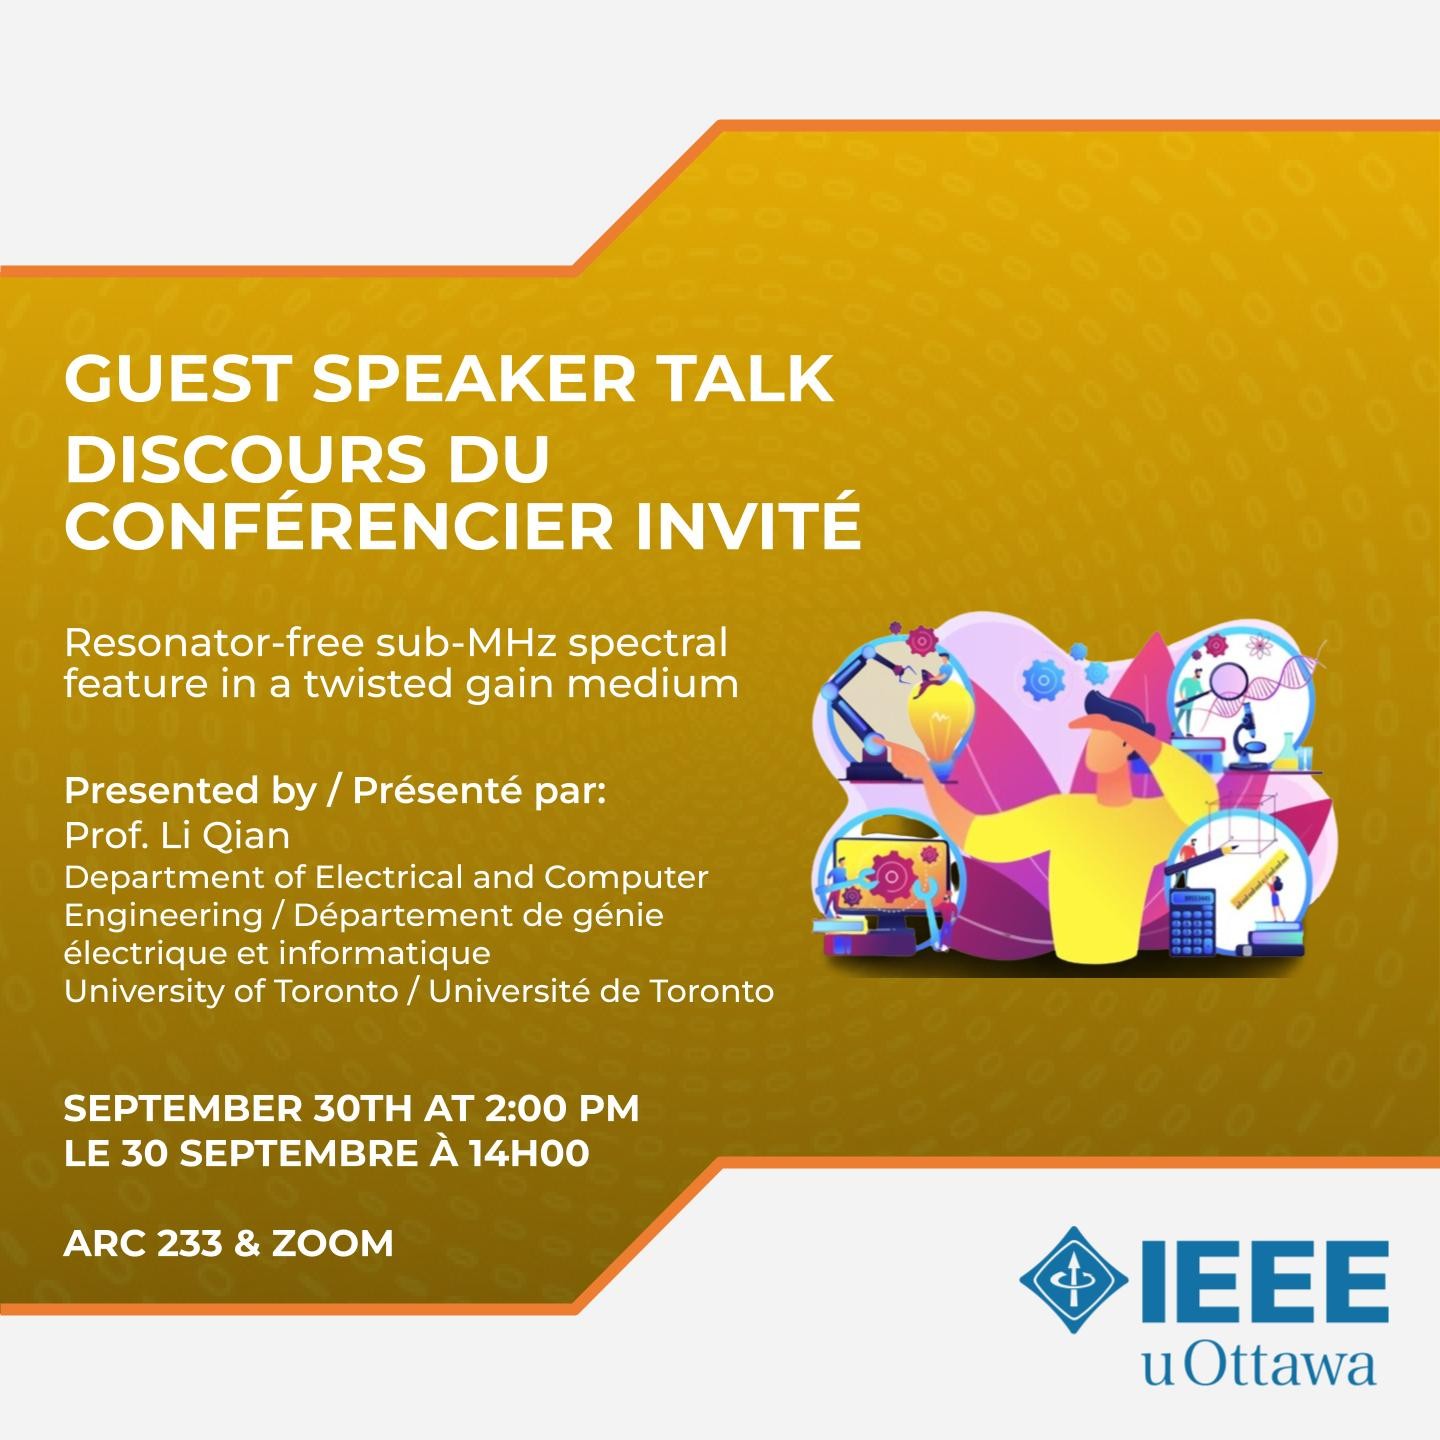 GUEST SPEAKER TALK
DISCOURS DU
CONFÉRENCIER INVITÉ
Resonator-free sub-MHz spectral
feature in a twisted gain medium
Presented by / Présenté par:
Prof. Li Qian
Department of Electrical and Computer
Engineering / Département de génie
électrique et informatique
University of Toronto / Université de Toronto
SEPTEMBER 30TH AT 2:00 PM
LE 30 SEPTEMBRE À 14H00
ARC 233 & ZOOM
IEEE
uOttawa